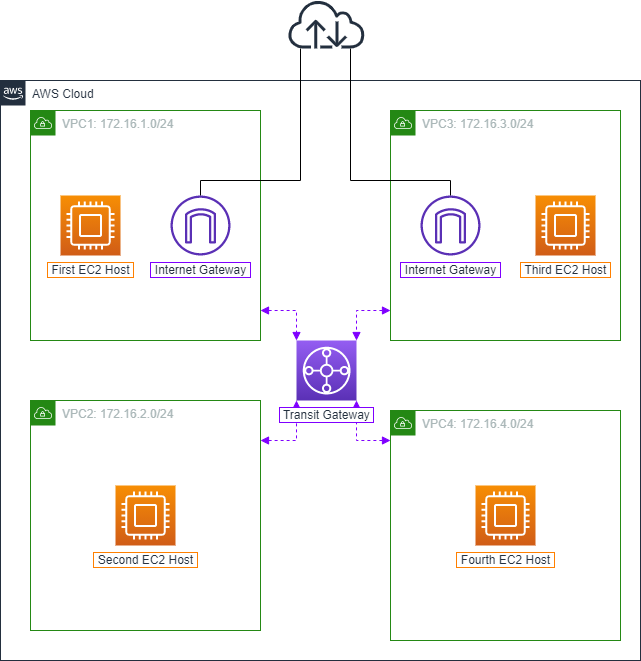 aws
AWS Cloud
VPC1: 172.16.1.0/24
VPC3: 172.16.3.0/24
First EC2 Host
Internet Gateway
Internet Gateway
Third EC2 Host
Transit Gateway
VPC2: 172.16.2.0/24
VPC4: 172.16.4.0/24
Second EC2 Host
Fourth EC2 Host